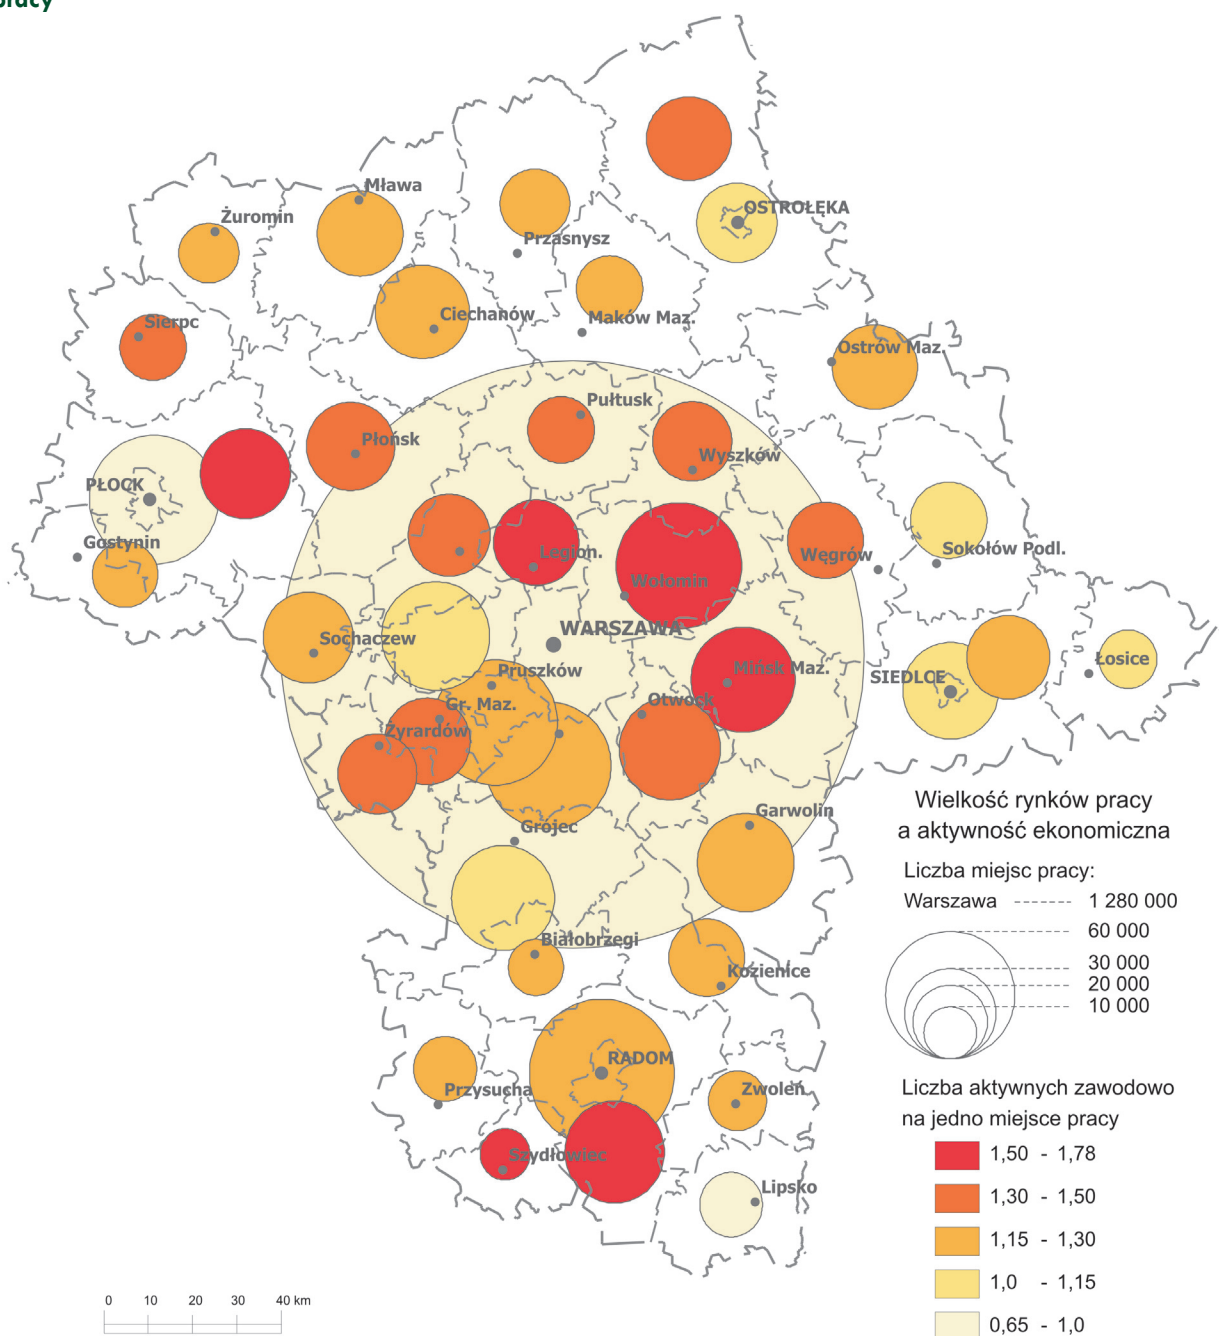 pracy
Mława
Żuromin
OSTROŁĘKA
Przasnysz
Ciechanów
Maków Maz.
Sierpc
Ostrów Maz.
Pułtusk
Płońsk
Wyszków
PŁOCK
Gostynin
Legion.
Węgrów
Sokołów Podl.
Wołomin
WARSZAWA
Sochaczew
Łosice
Pruszków
Mińsk Maz.
SIEDLCE
Otwock
Gr. Maz.
Żyrardów
Garwolin
Grójec
Białobrzegi
Kozienice
RADOM
Przysucha
Zwoleń
Szydłowiec
Lipsko
Wielkość rynków pracy
a aktywność ekonomiczna
Liczba miejsc pracy:
Warszawa 1 280 000
60 000
30 000
20 000
10 000
Liczba aktywnych zawodowo
na jedno miejsce pracy
1,50 - 1,78
1,30 - 1,50
1,15 - 1,30
1,0 - 1,15
0,65 - 1,0
0 10 20 30 40 km